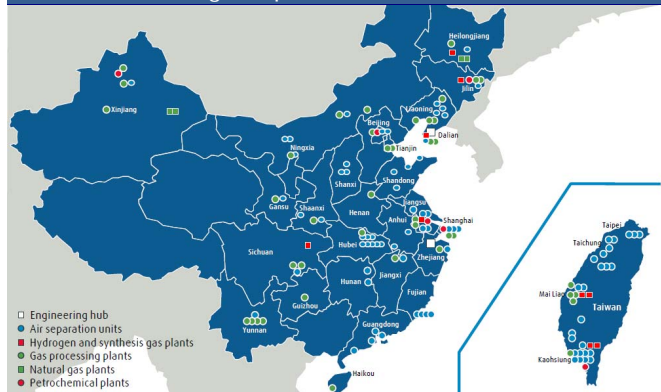 Heilongjiang
Jilin
Liaoning
Xinjiang
Beijing
Dalian
Tianjin
Ningxia
Shanxi
Shandong
Gansu
Shaanxi
Jiangsu
Henan
Anhui
Shanghai
Hubei
Sichuan
Zhejiang
Hunan
Jiangxi
Guizhou
Fujian
Yunnan
Guangdong
Haikou
Taipei
Taichung
Mai Liao
Taiwan
Kaohsiung
Engineering hub
Air separation units
Hydrogen and synthesis gas plants
Gas processing plants
Natural gas plants
Petrochemical plants